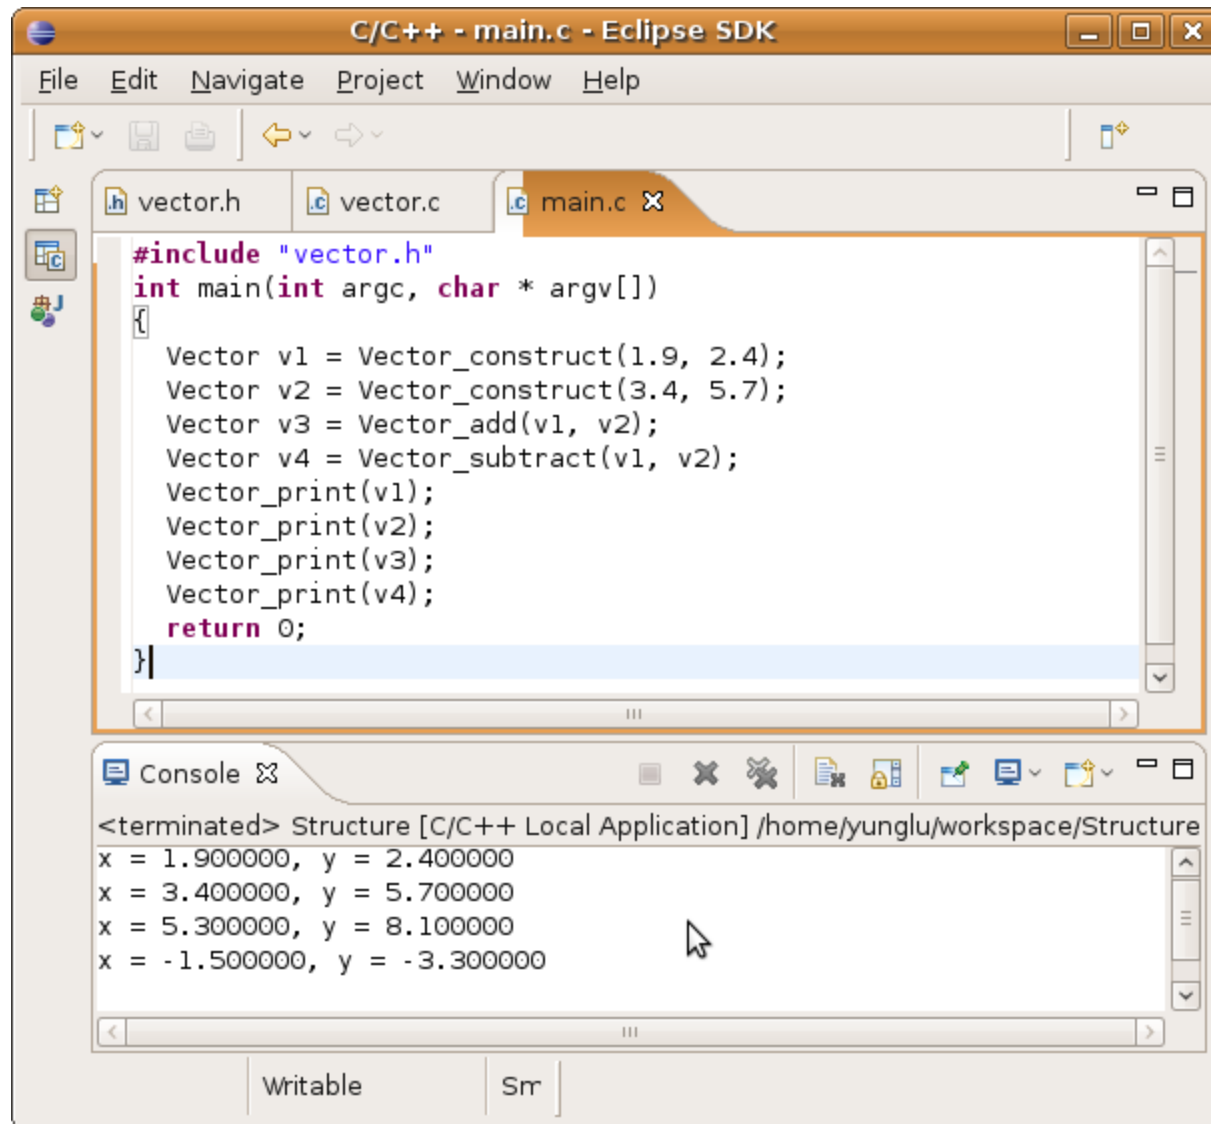 C/C++ - main.c - Eclipse SDK
File Edit Navigate Project Window Help
vector.h vector.c main.c
#include "vector.h"
int main(int argc, char * argv[])
{
  Vector v1 = Vector_construct(1.9, 2.4);
  Vector v2 = Vector_construct(3.4, 5.7);
  Vector v3 = Vector_add(v1, v2);
  Vector v4 = Vector_subtract(v1, v2);
  Vector_print(v1);
  Vector_print(v2);
  Vector_print(v3);
  Vector_print(v4);
  return 0;
}
Console
<terminated> Structure [C/C++ Local Application] /home/yunglu/workspace/Structure
x = 1.900000, y = 2.400000
x = 3.400000, y = 5.700000
x = 5.300000, y = 8.100000
x = -1.500000, y = -3.300000
Writable Sm